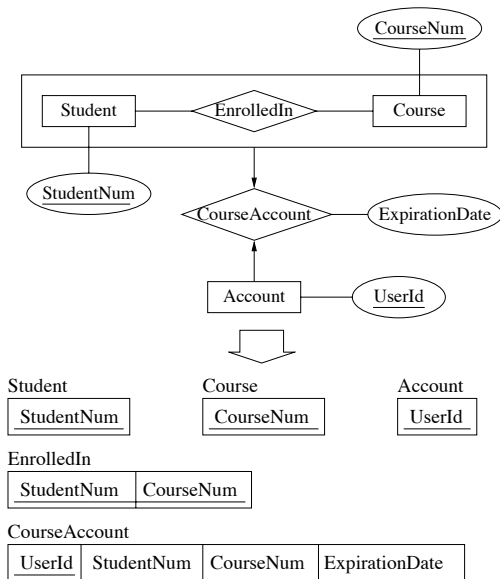 CourseNum
Student EnrolledIn Course
StudentNum
CourseAccount ExpirationDate
Account UserId
Student Course Account
StudentNum CourseNum UserId
EnrolledIn
StudentNum CourseNum
CourseAccount
UserId StudentNum CourseNum ExpirationDate